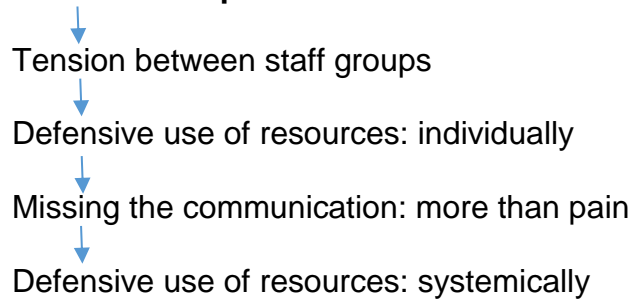 Tension between staff groups
Defensive use of resources: individually
Missing the communication: more than pain
Defensive use of resources: systemically